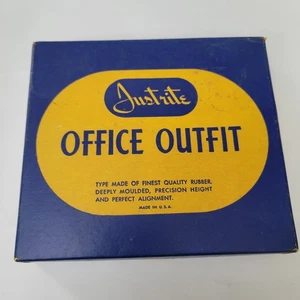 Justrite
OFFICE OUTFIT
TYPE MADE OF FINEST QUALITY RUBBER,
DEEPLY MOULDED, PRECISION HEIGHT
AND PERFECT ALIGNMENT.
MADE IN U.S.A.